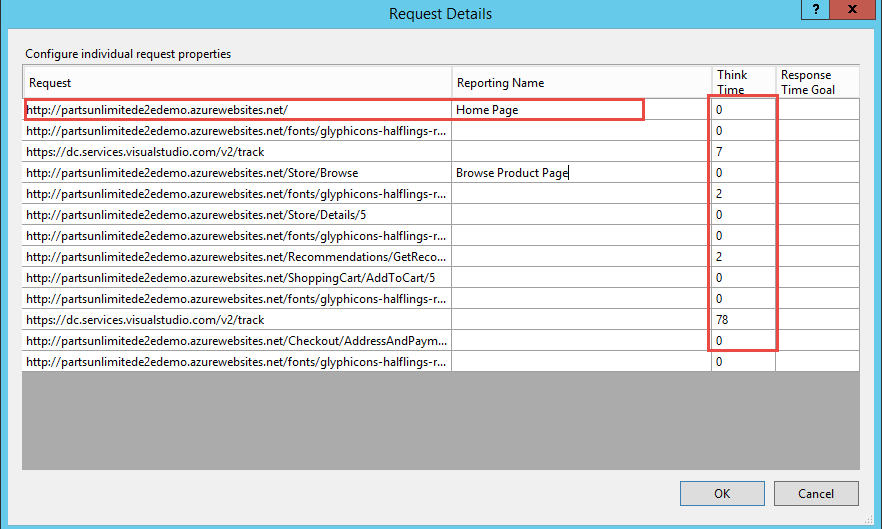 Request Details
? x
Configure individual request properties
Request Reporting Name Think Time Response Time Goal
http://partsunlimitede2edemo.azurewebsites.net/ Home Page 0
http://partsunlimitede2edemo.azurewebsites.net/fonts/glyphicons-halflings-r... 0
https://dc.services.visualstudio.com/v2/track 7
http://partsunlimitede2edemo.azurewebsites.net/Store/Browse Browse Product Page 0
http://partsunlimitede2edemo.azurewebsites.net/fonts/glyphicons-halflings-r... 2
http://partsunlimitede2edemo.azurewebsites.net/Store/Details/5 0
http://partsunlimitede2edemo.azurewebsites.net/fonts/glyphicons-halflings-r... 0
http://partsunlimitede2edemo.azurewebsites.net/Recommendations/GetReco... 2
http://partsunlimitede2edemo.azurewebsites.net/ShoppingCart/AddToCart/5 0
http://partsunlimitede2edemo.azurewebsites.net/fonts/glyphicons-halflings-r... 0
https://dc.services.visualstudio.com/v2/track 78
http://partsunlimitede2edemo.azurewebsites.net/Checkout/AddressAndPaym... 0
http://partsunlimitede2edemo.azurewebsites.net/fonts/glyphicons-halflings-r... 0
OK Cancel